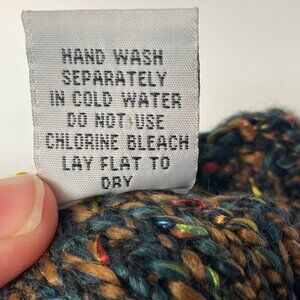 HAND WASH
SEPARATELY
IN COLD WATER
DO NOT USE
CHLORINE BLEACH
LAY FLAT TO
DRY